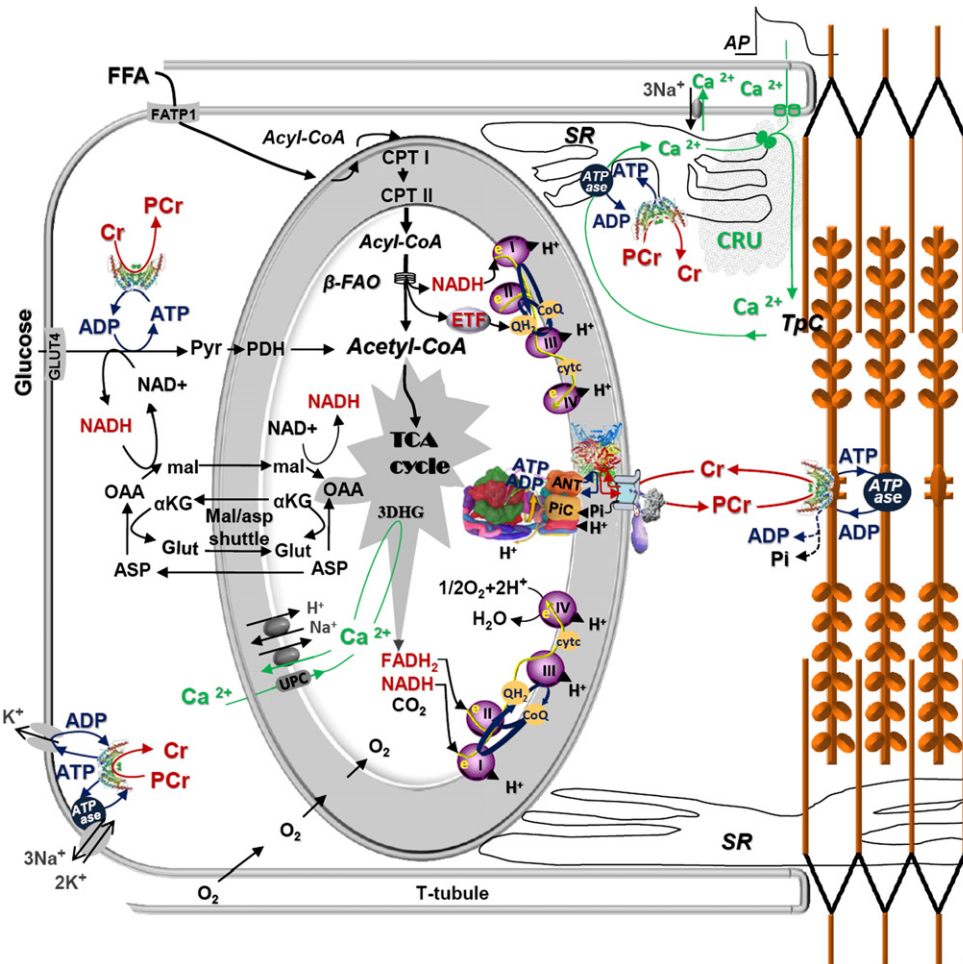 AP
FFA
FATP1
3Na⁺
Ca ²⁺
Ca ²⁺
Acyl-CoA
SR
Ca ²⁺
CPT I
CPT II
ATP
ase
ATP
ADP
PCr
Cr
CRU
PCr
Cr
Acyl-CoA
β-FAO
NADH
e
I
H⁺
II
e
CoQ
ETF
QH₂
III
H⁺
Ca ²⁺
TpC
ADP
ATP
Glucose
GLUT4
Pyr
PDH
Acetyl-CoA
cytc
e
IV
H⁺
NAD+
NADH
NADH
NAD+
TCA
cycle
mal
mal
OAA
OAA
αKG
αKG
Mal/asp
shuttle
Glut
Glut
ASP
ASP
3DHG
ATP
ADP
ANT
PiC
Pi
H⁺
H⁺
Cr
PCr
ATP
ATP
ase
ADP
ADP
Pi
H⁺
Na⁺
Ca ²⁺
UPC
Ca ²⁺
1/2O₂+2H⁺
H₂O
e
IV
H⁺
cytc
FADH₂
NADH
CO₂
III
H⁺
QH₂
CoQ
e
II
e
I
H⁺
K⁺
ADP
ATP
Cr
PCr
ATP
ase
3Na⁺
2K⁺
O₂
O₂
O₂
SR
T-tubule